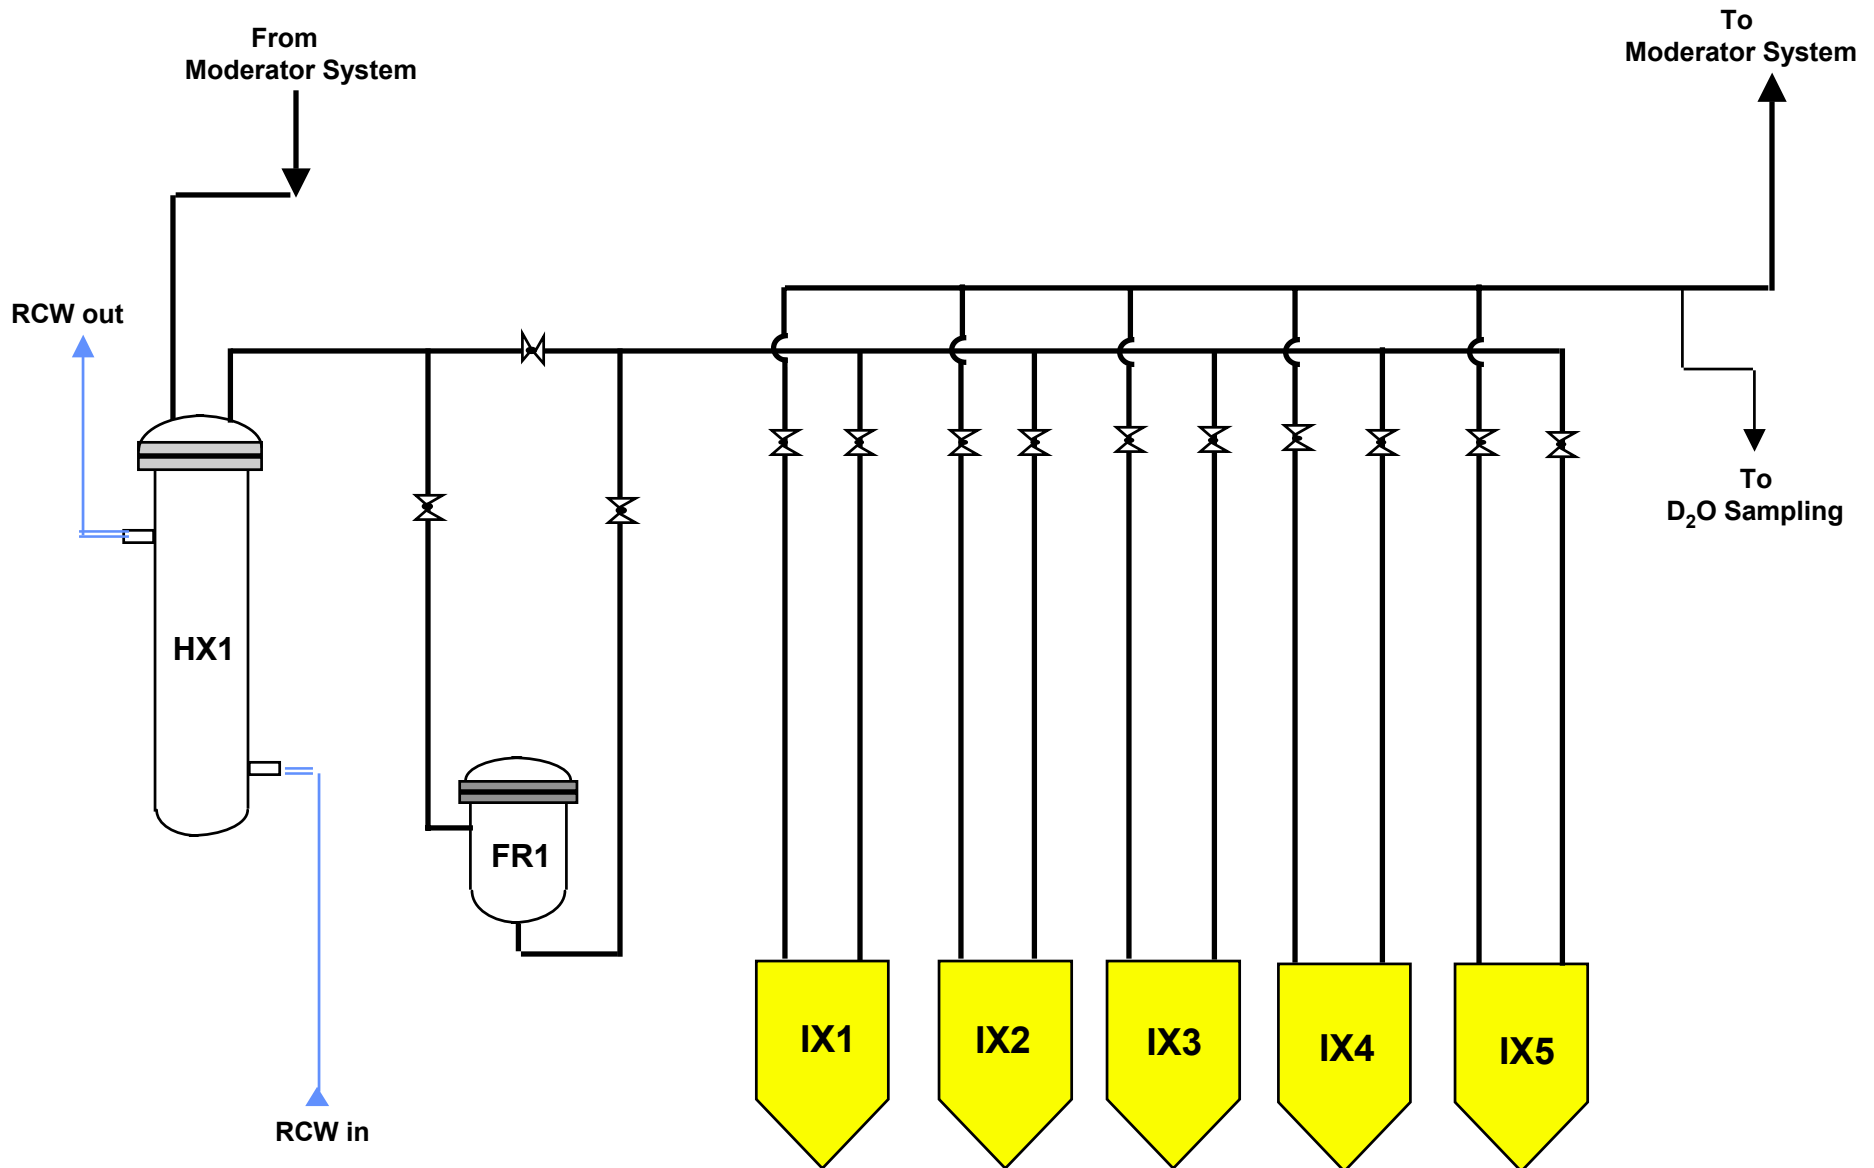 From
Moderator System
To
Moderator System
RCW out
To
D₂O Sampling
HX1
FR1
IX1
IX2
IX3
IX4
IX5
RCW in